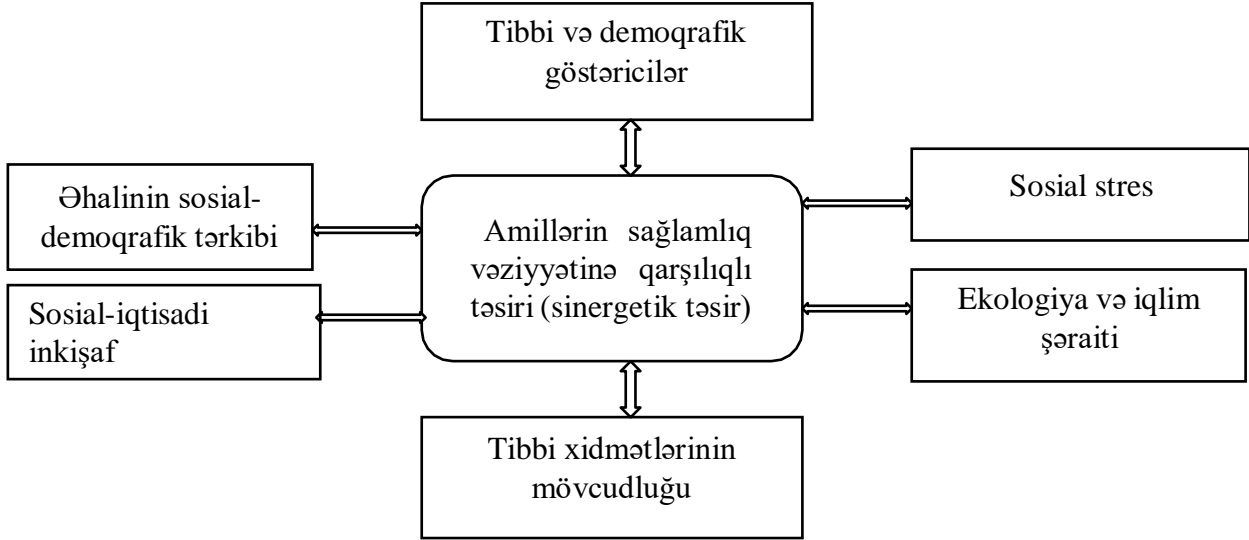 Tibbi və demoqrafik
göstəricilər
Əhalinin sosial-
demoqrafik tərkibi
Sosial stres
Amillərin sağlamlıq
vəziyyətinə qarşılıqlı
təsiri (sinergetik təsir)
Sosial-iqtisadi
inkişaf
Ekologiya və iqlim
şəraiti
Tibbi xidmətlərinin
mövcudluğu